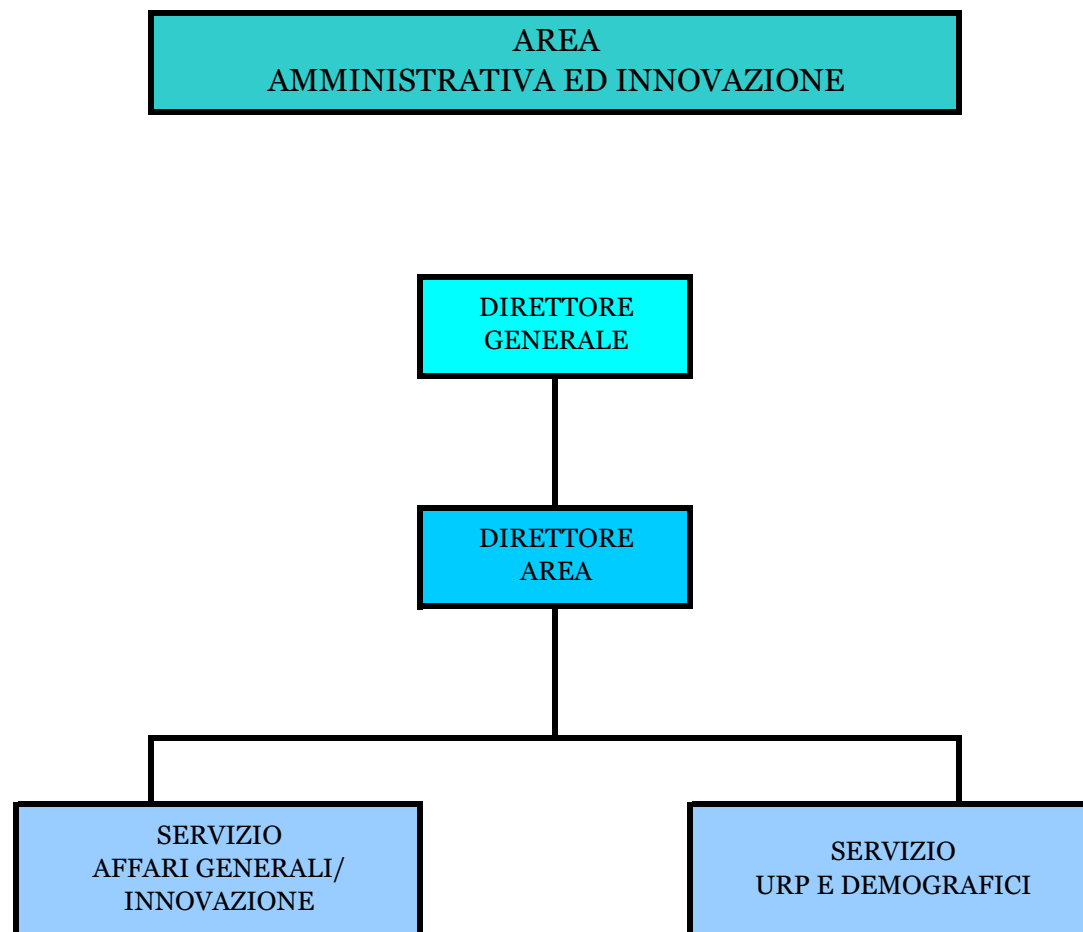 AREA
AMMINISTRATIVA ED INNOVAZIONE
DIRETTORE
GENERALE
DIRETTORE
AREA
SERVIZIO
AFFARI GENERALI/
INNOVAZIONE
SERVIZIO
URP E DEMOGRAFICI